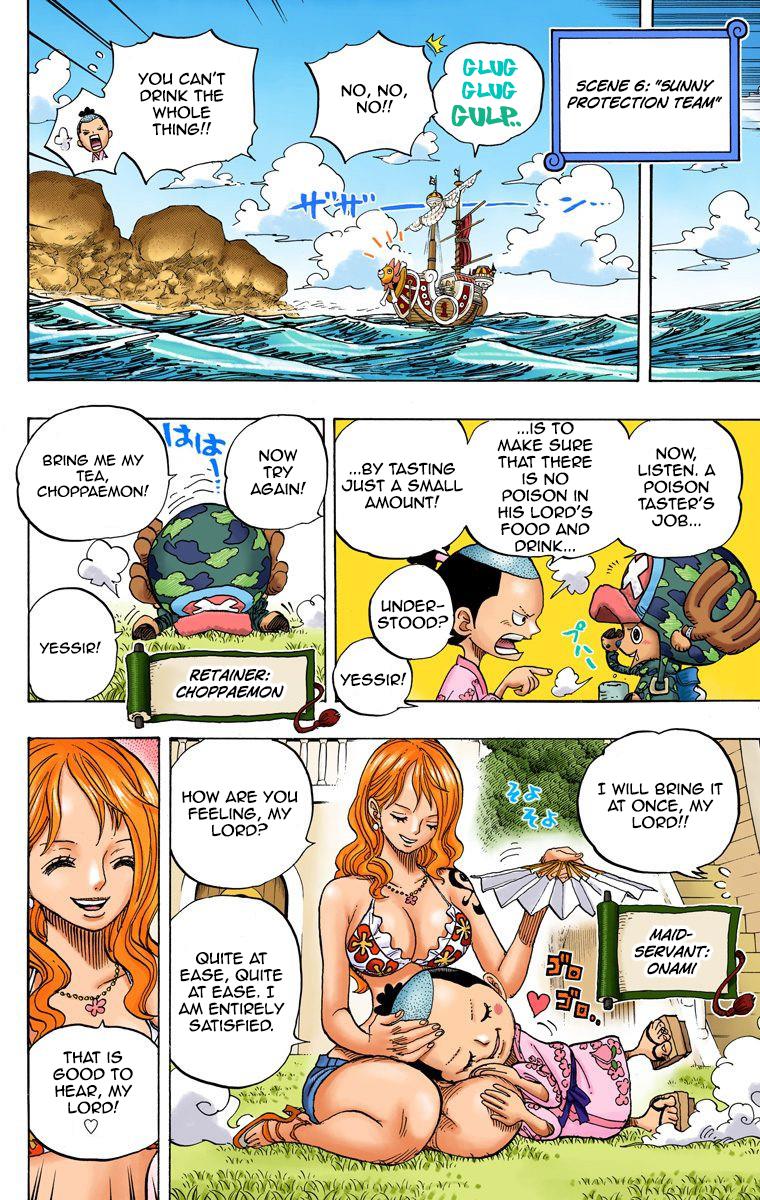 SCENE 6: "SUNNY
PROTECTION TEAM"
GLUG
GLUG
GULP..
NO, NO,
NO!!
YOU CAN'T
DRINK THE
WHOLE
THING!!
ザザザーーン…
1
NOW,
LISTEN. A
POISON
TASTER'S
JOB...
...IS TO
MAKE SURE
THAT THERE
IS NO
POISON IN
HIS LORD'S
FOOD AND
DRINK...
...BY TASTING
JUST A SMALL
AMOUNT!
UNDER-
STOOD?
プハー
YESSIR!
NOW
TRY
AGAIN!
BRING ME MY
TEA,
CHOPPAEMON!
はは!
YESSIR!
RETAINER:
CHOPPAEMON
I WILL BRING IT
AT ONCE, MY
LORD!!
HOW ARE YOU
FEELING, MY
LORD?
そよ
そよ
MAID-
SERVANT:
ONAMI
QUITE AT
EASE, QUITE
AT EASE. I
AM ENTIRELY
SATISFIED.
ゴロ
ゴロ..
THAT IS
GOOD TO
HEAR, MY
LORD!
♡